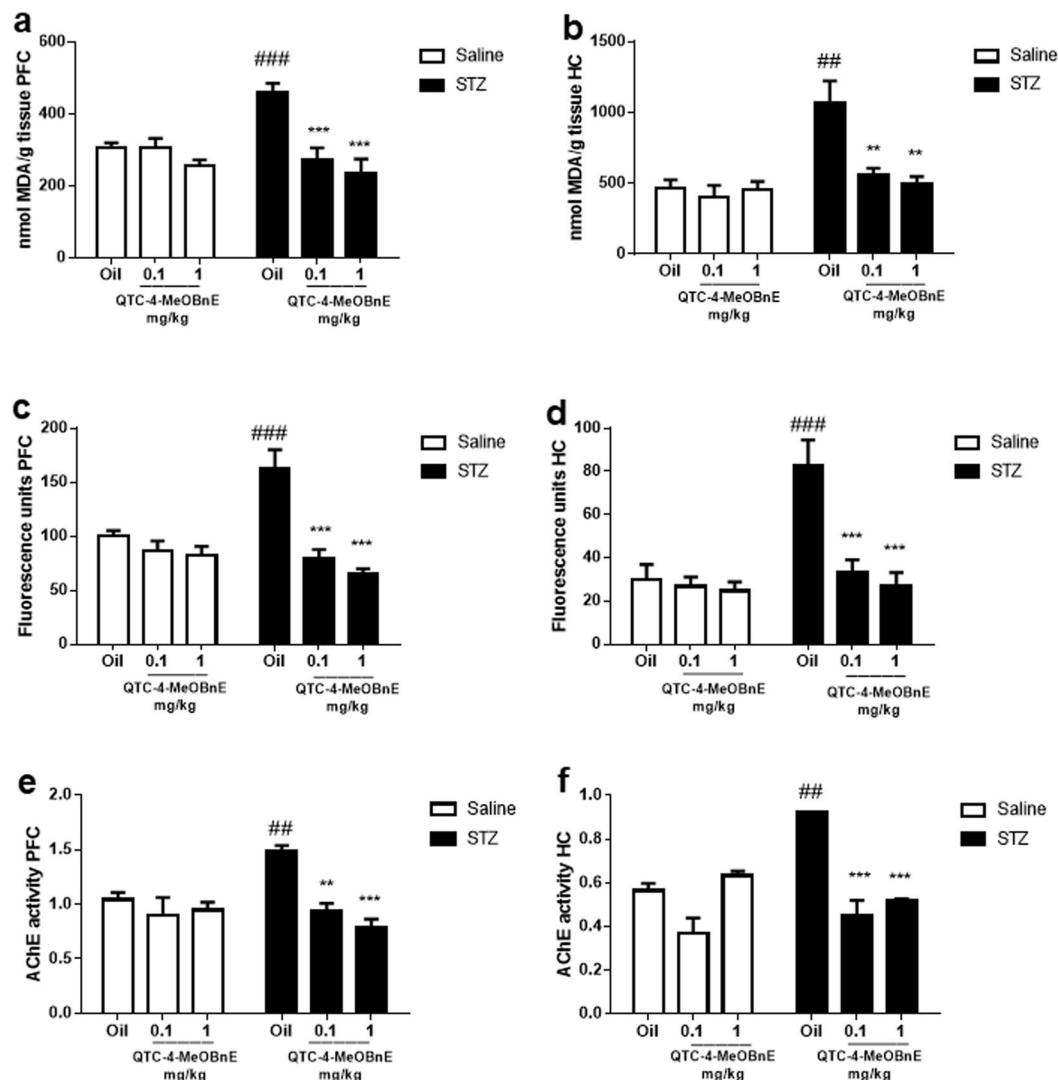 a
nmol MDA/g tissue PFC
600
400
200
0
###
***
***
Saline
STZ
Oil 0.1 1 Oil 0.1 1
QTC-4-MeOBnE QTC-4-MeOBnE
mg/kg mg/kg
b
nmol MDA/g tissue HC
1500
1000
500
0
##
**
**
Saline
STZ
Oil 0.1 1 Oil 0.1 1
QTC-4-MeOBnE QTC-4-MeOBnE
mg/kg mg/kg
c
Fluorescence units PFC
200
150
100
50
0
###
***
***
Saline
STZ
Oil 0.1 1 Oil 0.1 1
QTC-4-MeOBnE QTC-4-MeOBnE
mg/kg mg/kg
d
Fluorescence units HC
100
80
60
40
20
0
###
***
***
Saline
STZ
Oil 0.1 1 Oil 0.1 1
QTC-4-MeOBnE QTC-4-MeOBnE
mg/kg mg/kg
e
AChE activity PFC
2.0
1.5
1.0
0.5
0.0
##
**
***
Saline
STZ
Oil 0.1 1 Oil 0.1 1
QTC-4-MeOBnE QTC-4-MeOBnE
mg/kg mg/kg
f
AChE activity HC
1.0
0.8
0.6
0.4
0.2
0.0
##
***
***
Saline
STZ
Oil 0.1 1 Oil 0.1 1
QTC-4-MeOBnE QTC-4-MeOBnE
mg/kg mg/kg